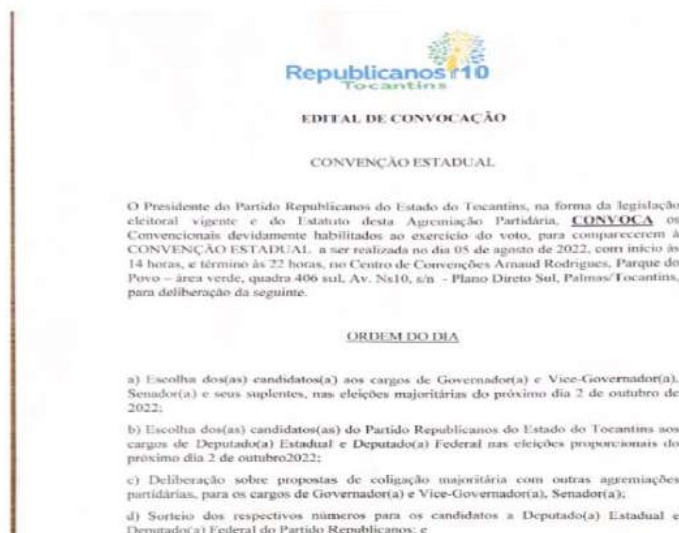 Republicanos 10
Tocantins
EDITAL DE CONVOCAÇÃO
CONVENÇÃO ESTADUAL
O Presidente do Partido Republicanos do Estado do Tocantins, na forma da legislação
eleitoral vigente e do Estatuto desta Agremiação Partidária, CONVOCA os
Convencionais devidamente habilitados ao exercício do voto, para comparecerem à
CONVENÇÃO ESTADUAL a ser realizada no dia 05 de agosto de 2022, com início às
14 horas, e término às 22 horas, no Centro de Convenções Arnaud Rodrigues, Parque do
Povo – área verde, quadra 406 sul, Av. Ns10, s/n - Plano Direto Sul, Palmas/Tocantins,
para deliberação da seguinte.
ORDEM DO DIA
a) Escolha dos(as) candidatos(a) aos cargos de Governador(a) e Vice-Governador(a),
Senador(a) e seus suplentes, nas eleições majoritárias do próximo dia 2 de outubro de
2022;
b) Escolha dos(as) candidatos(as) do Partido Republicanos do Estado do Tocantins aos
cargos de Deputado(a) Estadual e Deputado(a) Federal nas eleições proporcionais do
próximo dia 2 de outubro2022;
c) Deliberação sobre propostas de coligação majoritária com outras agremiações
partidárias, para os cargos de Governador(a) e Vice-Governador(a), Senador(a);
d) Sorteio dos respectivos números para os candidatos a Deputado(a) Estadual e
Deputado(a) Federal do Partido Republicanos; e